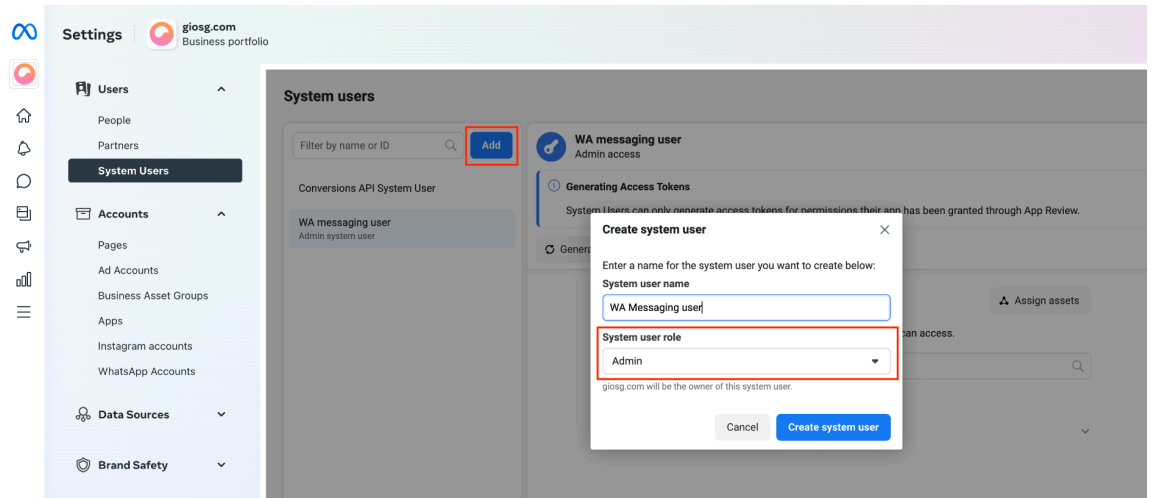 Settings
giosg.com
Business portfolio
Users
People
Partners
System Users
Accounts
Pages
Ad Accounts
Business Asset Groups
Apps
Instagram accounts
WhatsApp Accounts
Data Sources
Brand Safety
System users
Filter by name or ID
Add
Conversions API System User
WA messaging user
Admin system user
WA messaging user
Admin access
Generating Access Tokens
System Users can only generate access tokens for permissions their app has been granted through App Review.
Genera
Assign assets
can access.
Create system user
Enter a name for the system user you want to create below:
System user name
WA Messaging user
System user role
Admin
giosg.com will be the owner of this system user.
Cancel
Create system user